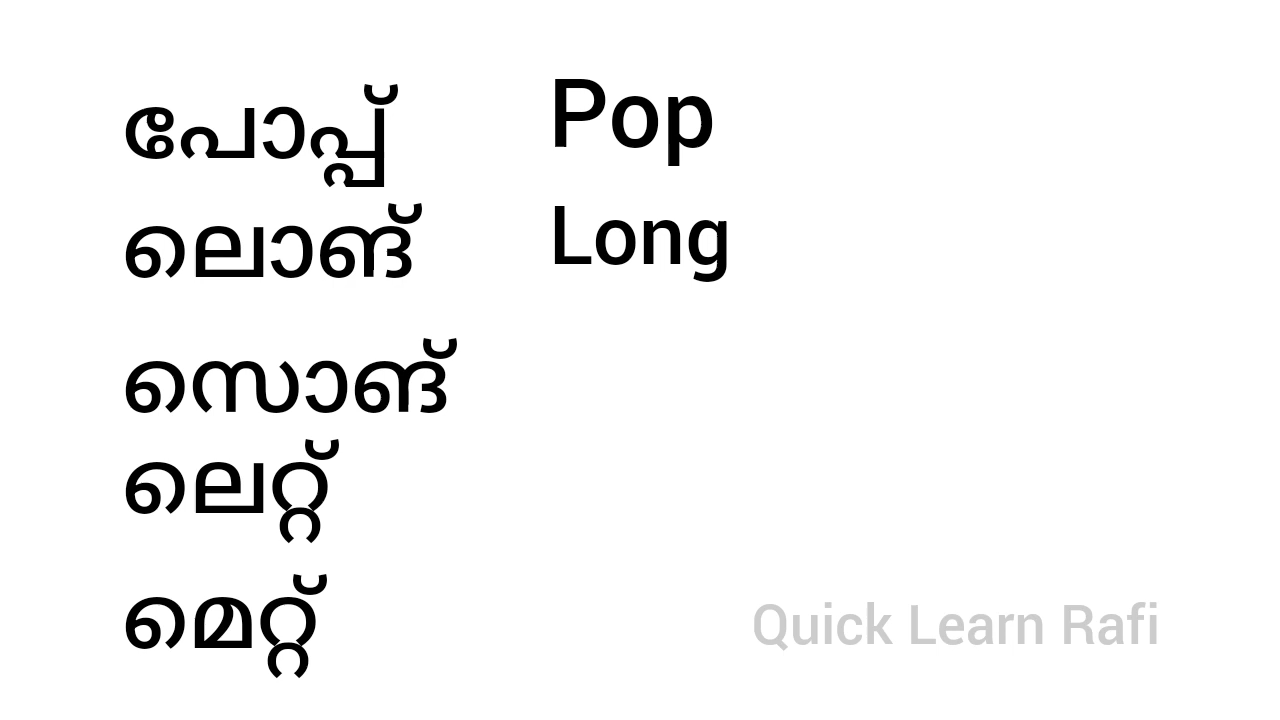 പോപ്പ് Pop
ലൊങ് Long
സൊങ്
ലെറ്റ്
മെറ്റ്
Quick Learn Rafi